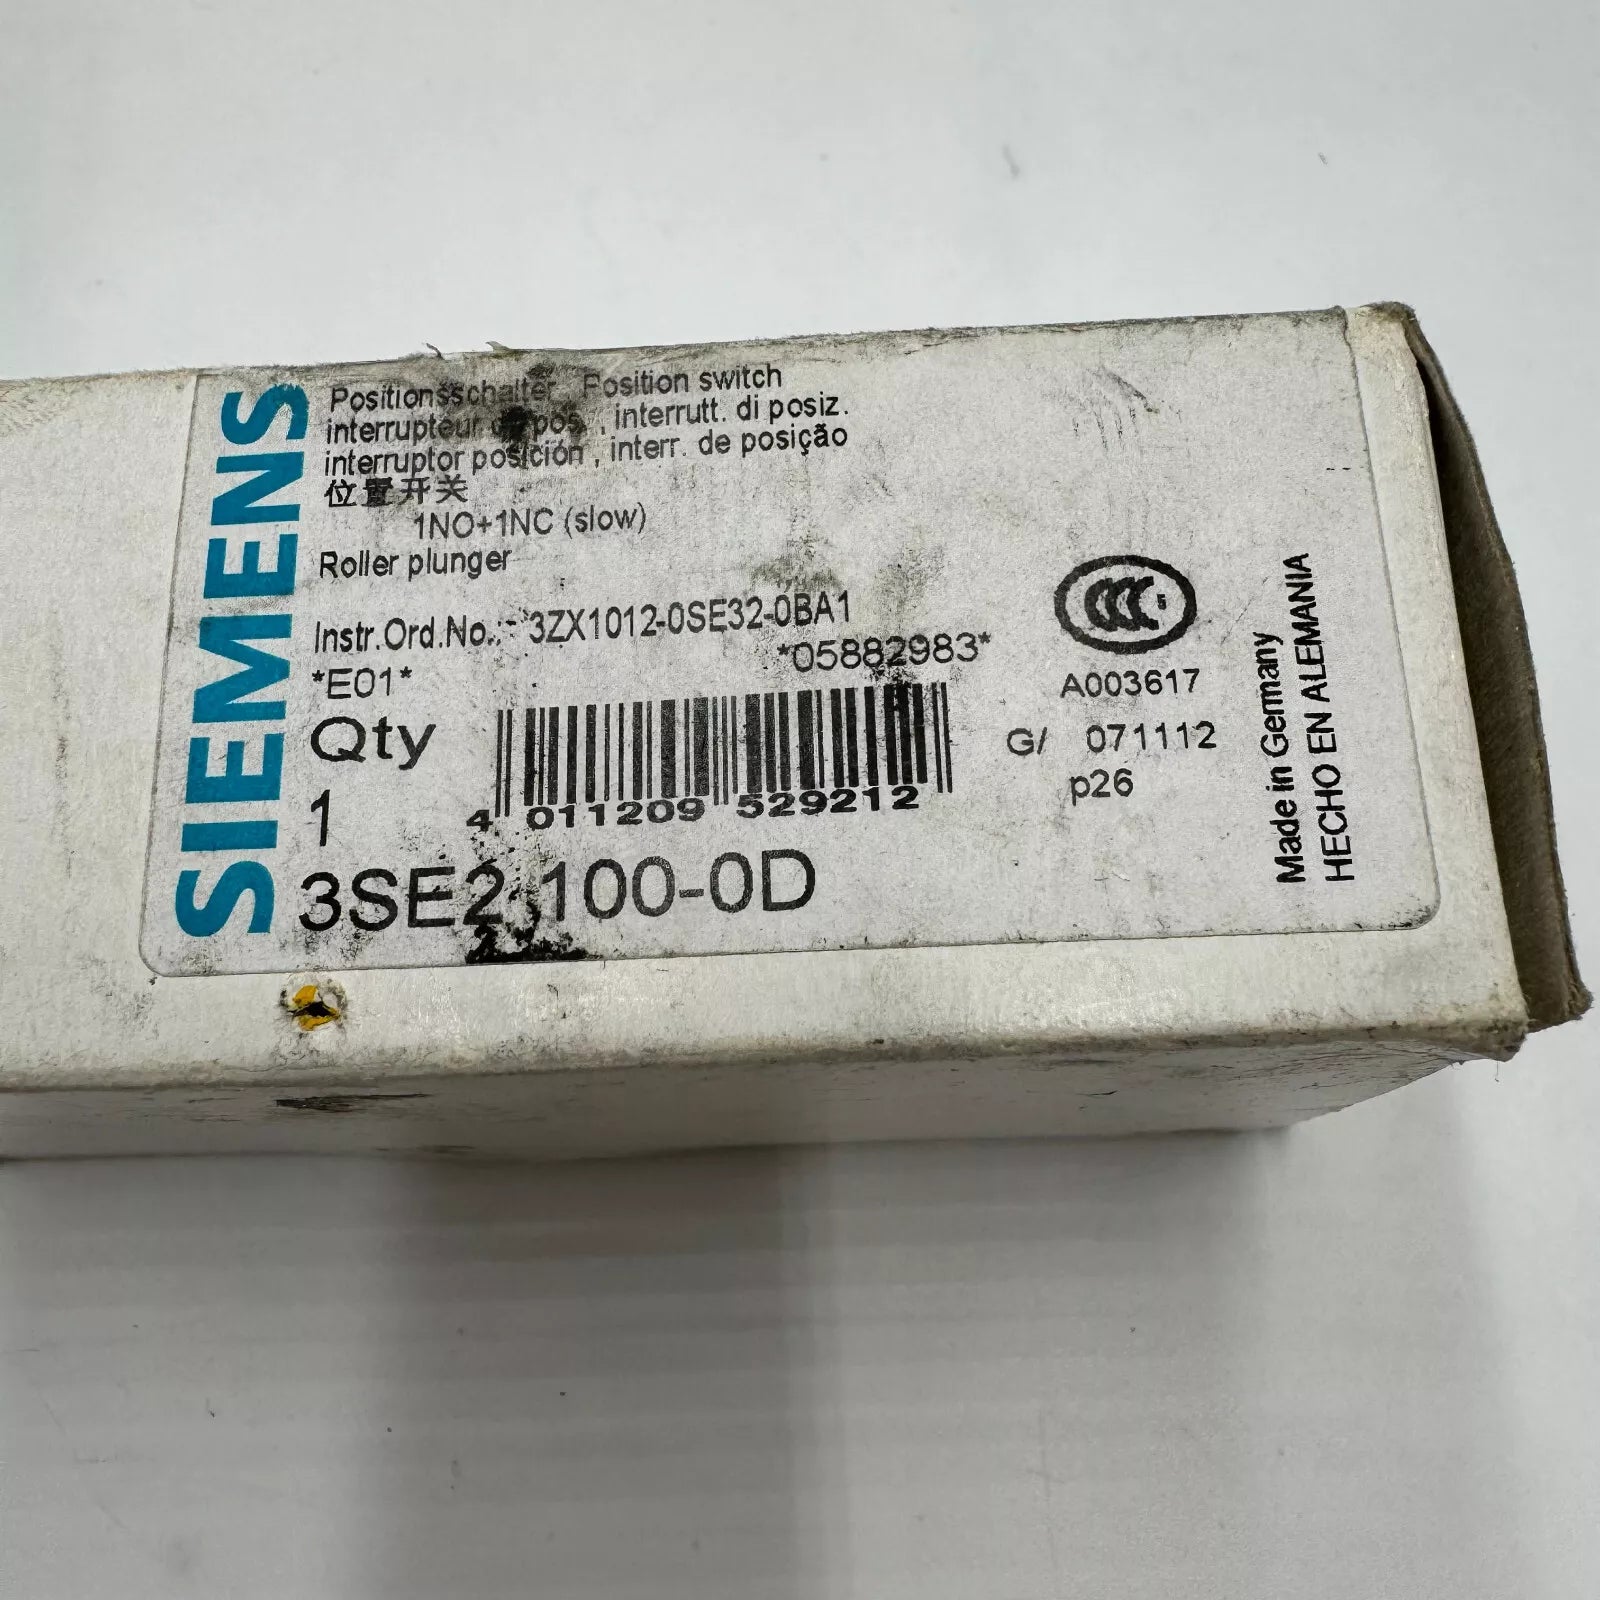 SIEMENS
Positionsschalter Position switch
interrupteur de pos. , interrutt. di posiz.
interruptor posición , interr. de posição
位置开关
1NO+1NC (slow)
Roller plunger
Instr.Ord.No.:- 3ZX1012-0SE32-0BA1
*05882983*
*E01*
Qty
1
4 011209 529212
3SE2 100-0D
CCC
A003617
G/ 071112
p26
Made in Germany
HECHO EN ALEMANIA